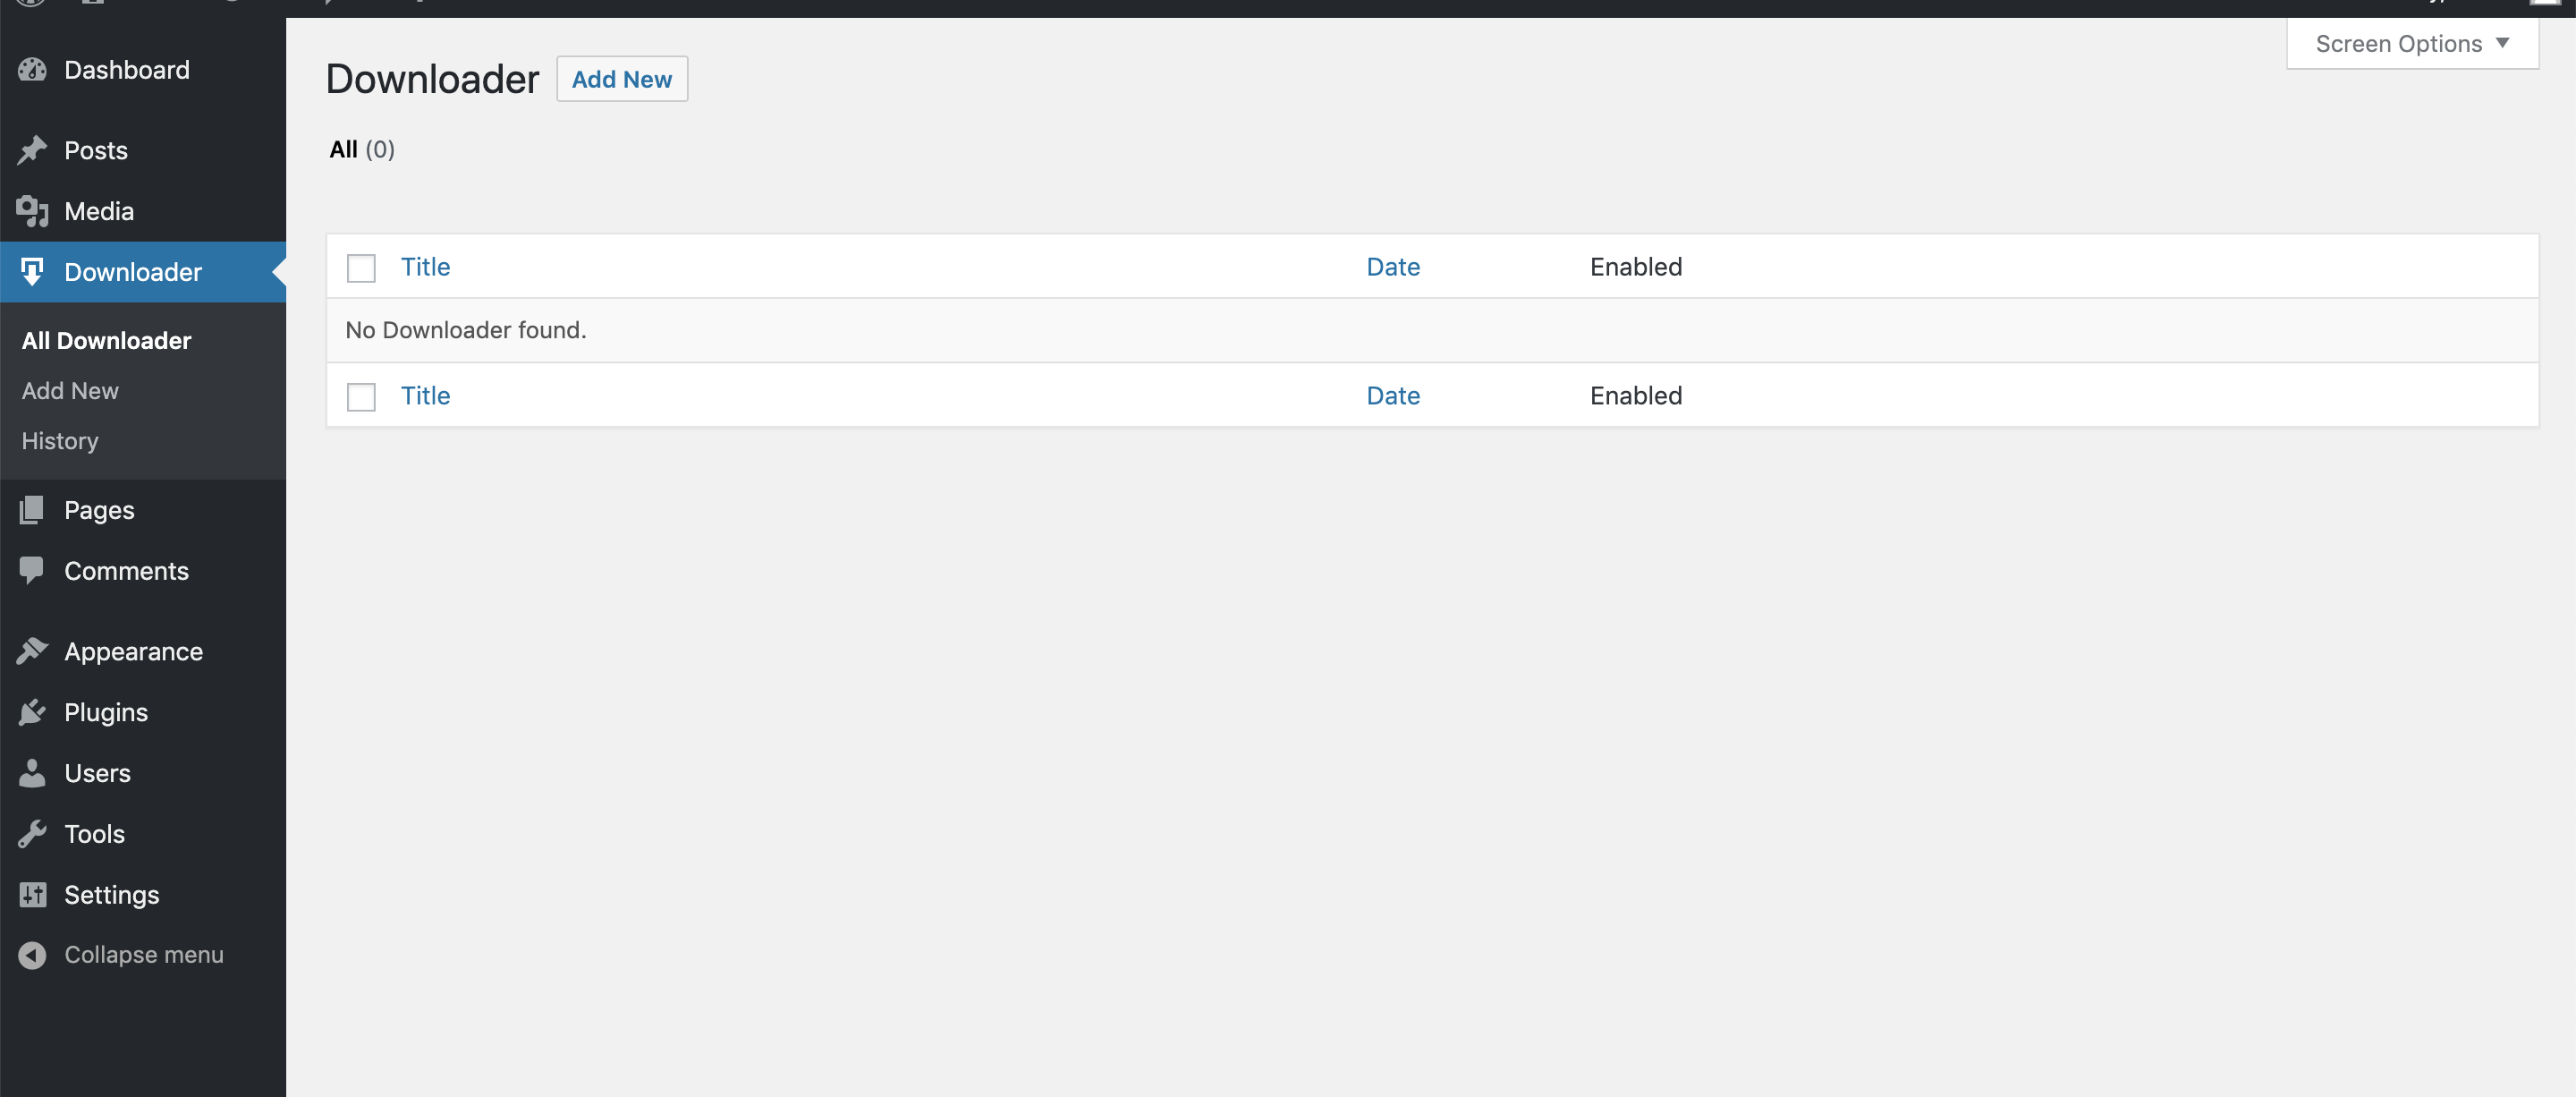 Dashboard
Posts
Media
Downloader
All Downloader
Add New
History
Pages
Comments
Appearance
Plugins
Users
Tools
Settings
Collapse menu
Screen Options
Downloader Add New
All (0)
Title Date Enabled
No Downloader found.
Title Date Enabled